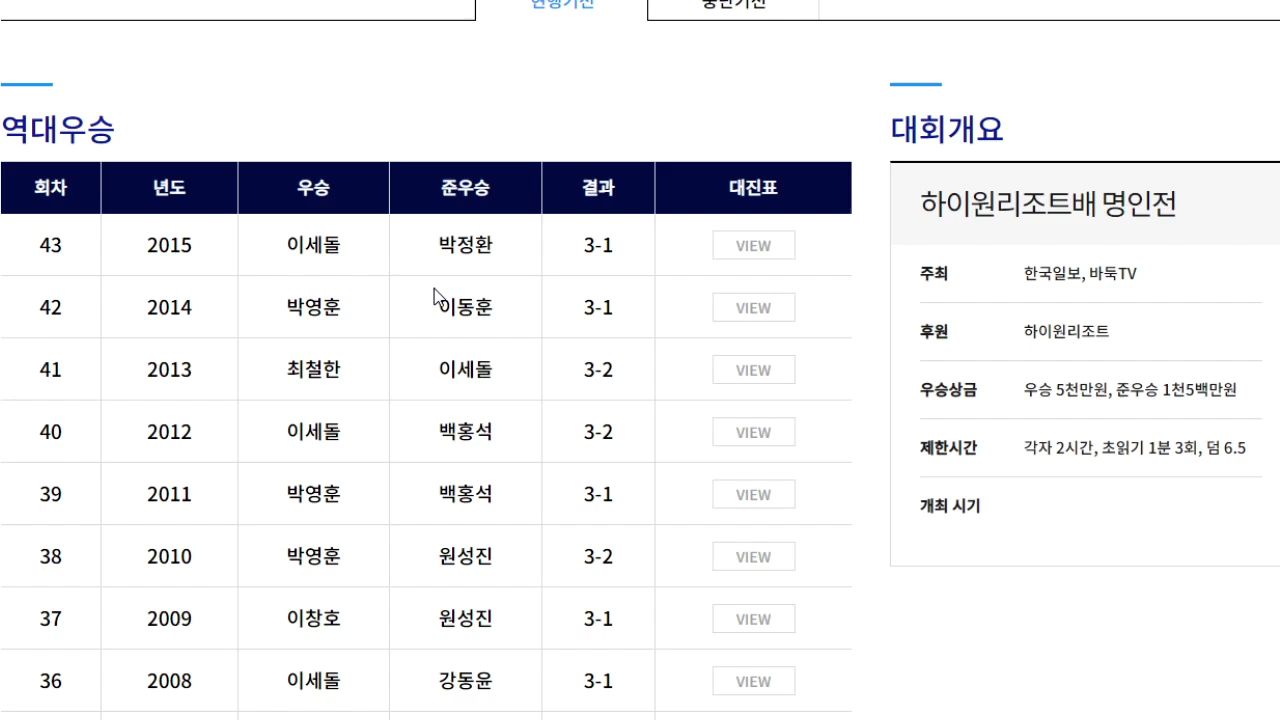 현행기전 중단기전
역대우승
회차 년도 우승 준우승 결과 대진표
43 2015 이세돌 박정환 3-1 VIEW
42 2014 박영훈 이동훈 3-1 VIEW
41 2013 최철한 이세돌 3-2 VIEW
40 2012 이세돌 백홍석 3-2 VIEW
39 2011 박영훈 백홍석 3-1 VIEW
38 2010 박영훈 원성진 3-2 VIEW
37 2009 이창호 원성진 3-1 VIEW
36 2008 이세돌 강동윤 3-1 VIEW
대회개요
하이원리조트배 명인전
주최 한국일보, 바둑TV
후원 하이원리조트
우승상금 우승 5천만원, 준우승 1천5백만원
제한시간 각자 2시간, 초읽기 1분 3회, 덤 6.5
개최 시기